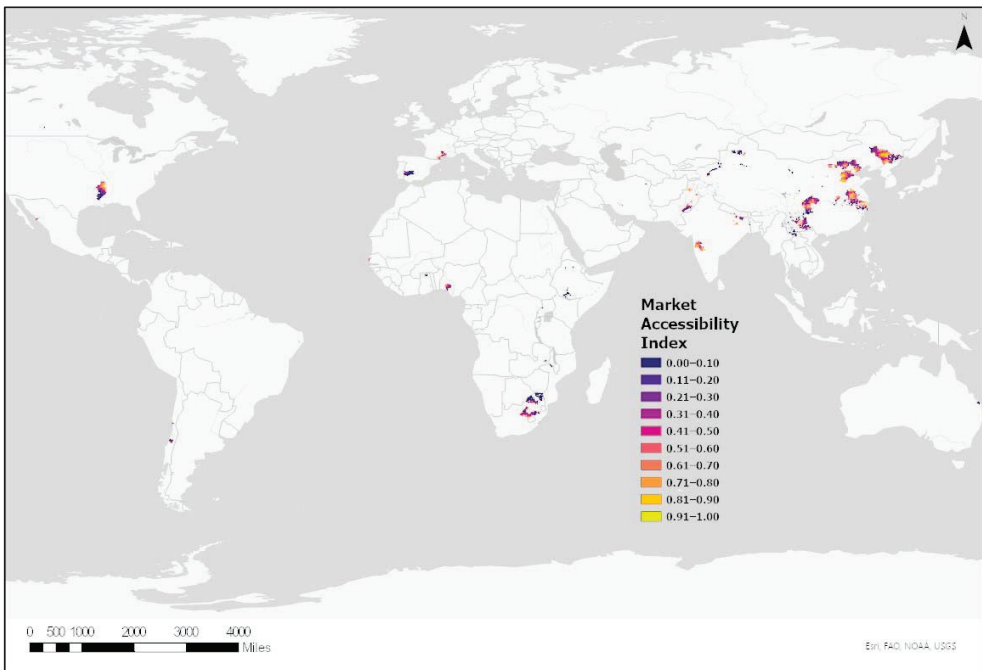 N
Market
Accessibility
Index
0.00–0.10
0.11–0.20
0.21–0.30
0.31–0.40
0.41–0.50
0.51–0.60
0.61–0.70
0.71–0.80
0.81–0.90
0.91–1.00
0 500 1000 2000 3000 4000
Miles
Esri, FAO, NOAA, USGS